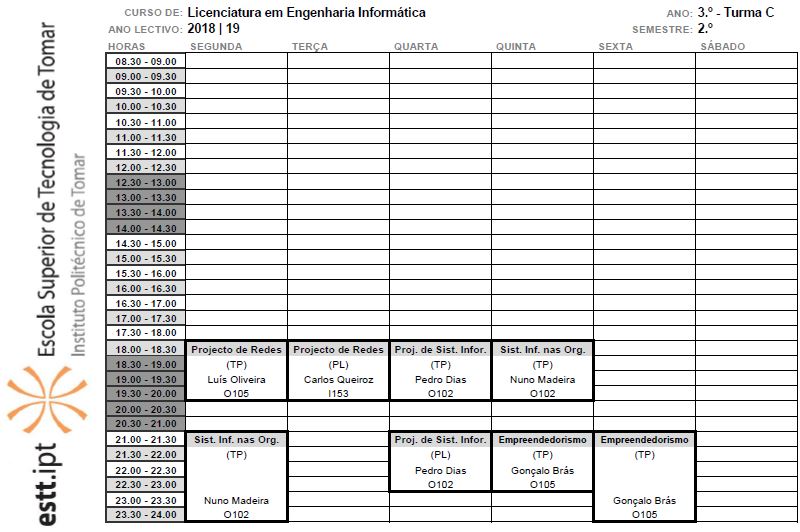 CURSO DE: Licenciatura em Engenharia Informática ANO: 3.º - Turma C
ANO LECTIVO: 2018 | 19 SEMESTRE: 2.º
HORAS SEGUNDA TERÇA QUARTA QUINTA SEXTA SÁBADO
08.30 - 09.00
09.00 - 09.30
09.30 - 10.00
10.00 - 10.30
10.30 - 11.00
11.00 - 11.30
11.30 - 12.00
12.00 - 12.30
12.30 - 13.00
13.00 - 13.30
13.30 - 14.00
14.00 - 14.30
14.30 - 15.00
15.00 - 15.30
15.30 - 16.00
16.00 - 16.30
16.30 - 17.00
17.00 - 17.30
17.30 - 18.00
18.00 - 18.30 Projecto de Redes Projecto de Redes Proj. de Sist. Infor. Sist. Inf. nas Org.
18.30 - 19.00 (TP) (PL) (TP) (TP)
19.00 - 19.30 Luís Oliveira Carlos Queiroz Pedro Dias Nuno Madeira
19.30 - 20.00 O105 I153 O102 O102
20.00 - 20.30
20.30 - 21.00
21.00 - 21.30 Sist. Inf. nas Org. Proj. de Sist. Infor. Empreendedorismo Empreendedorismo
21.30 - 22.00 (TP) (PL) (TP) (TP)
22.00 - 22.30 Pedro Dias Gonçalo Brás
22.30 - 23.00 O102 O105
23.00 - 23.30 Nuno Madeira Gonçalo Brás
23.30 - 24.00 O102 O105
Escola Superior de Tecnologia de Tomar
Instituto Politécnico de Tomar
estt.ipt